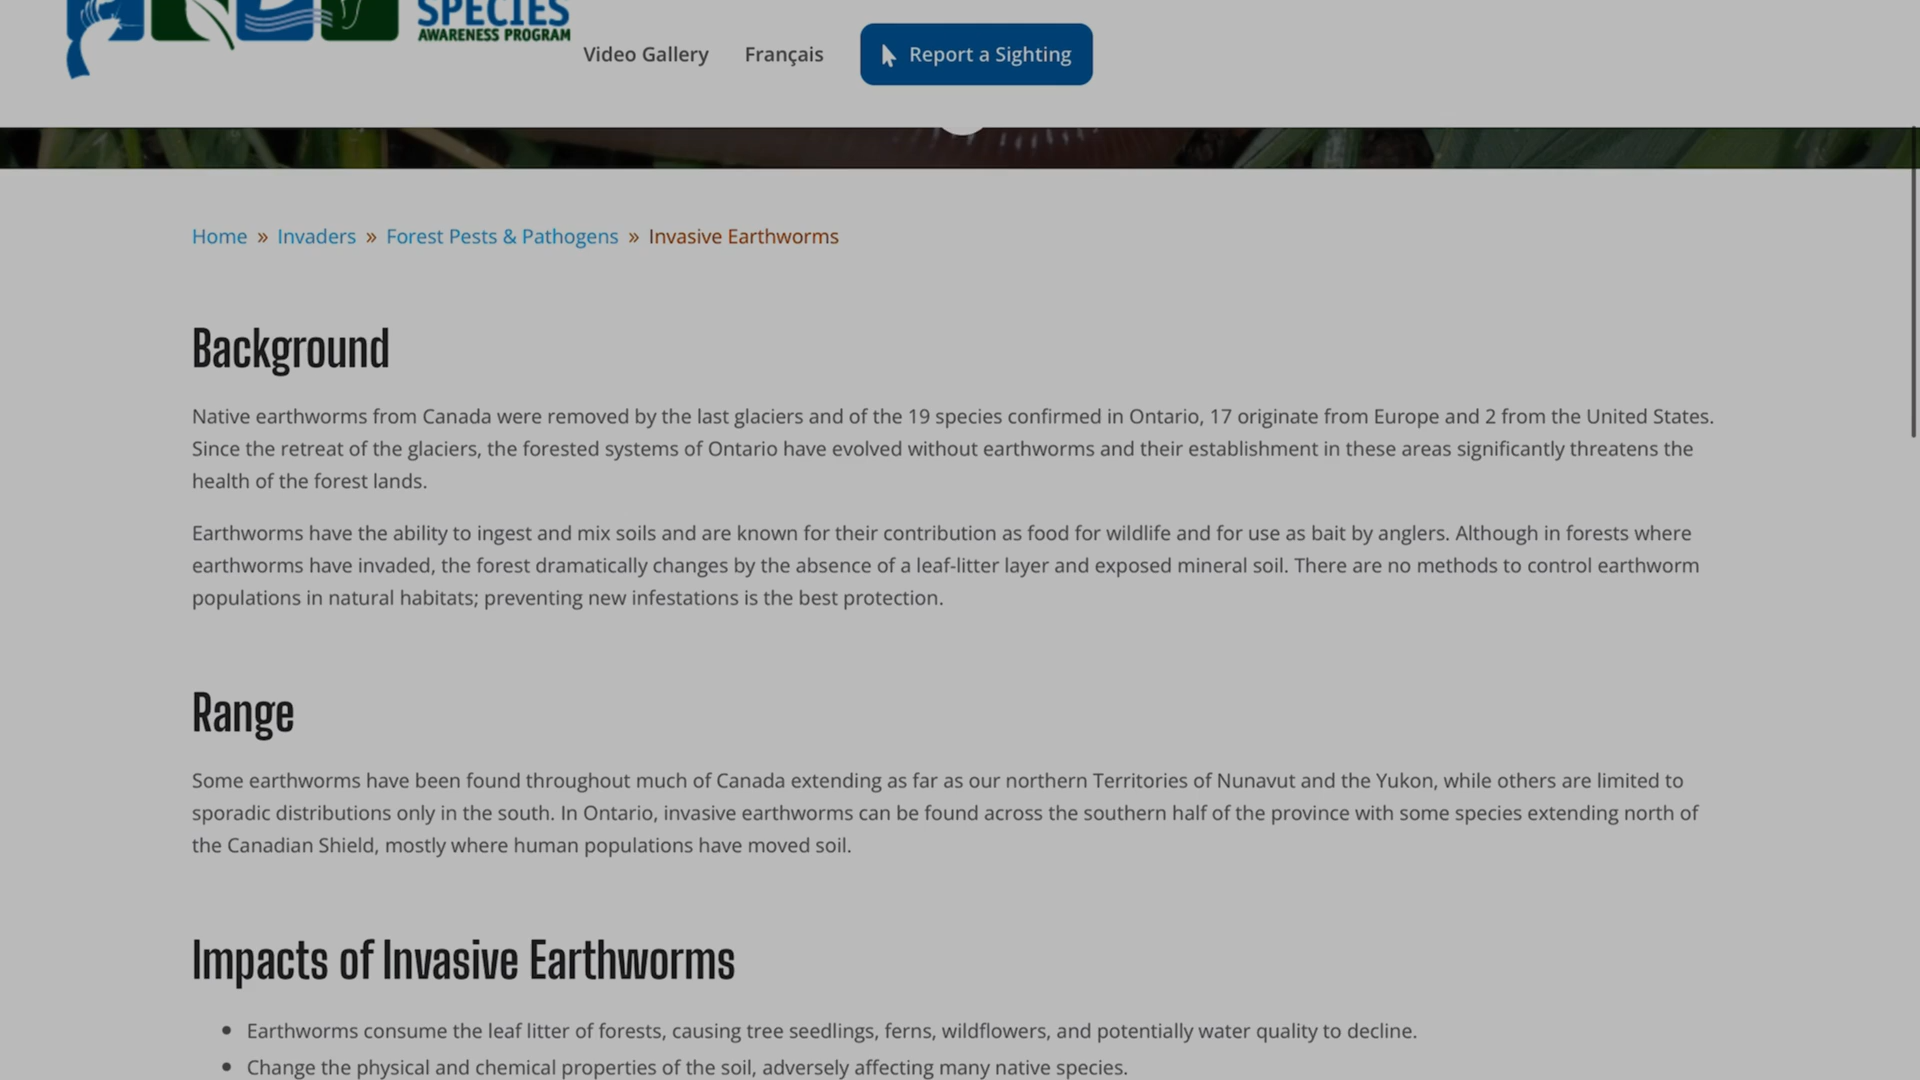 SPECIES
AWARENESS PROGRAM
Video Gallery Français Report a Sighting
Home » Invaders » Forest Pests & Pathogens » Invasive Earthworms
Background
Native earthworms from Canada were removed by the last glaciers and of the 19 species confirmed in Ontario, 17 originate from Europe and 2 from the United States.
Since the retreat of the glaciers, the forested systems of Ontario have evolved without earthworms and their establishment in these areas significantly threatens the
health of the forest lands.
Earthworms have the ability to ingest and mix soils and are known for their contribution as food for wildlife and for use as bait by anglers. Although in forests where
earthworms have invaded, the forest dramatically changes by the absence of a leaf-litter layer and exposed mineral soil. There are no methods to control earthworm
populations in natural habitats; preventing new infestations is the best protection.
Range
Some earthworms have been found throughout much of Canada extending as far as our northern Territories of Nunavut and the Yukon, while others are limited to
sporadic distributions only in the south. In Ontario, invasive earthworms can be found across the southern half of the province with some species extending north of
the Canadian Shield, mostly where human populations have moved soil.
Impacts of Invasive Earthworms
• Earthworms consume the leaf litter of forests, causing tree seedlings, ferns, wildflowers, and potentially water quality to decline.
• Change the physical and chemical properties of the soil, adversely affecting many native species.